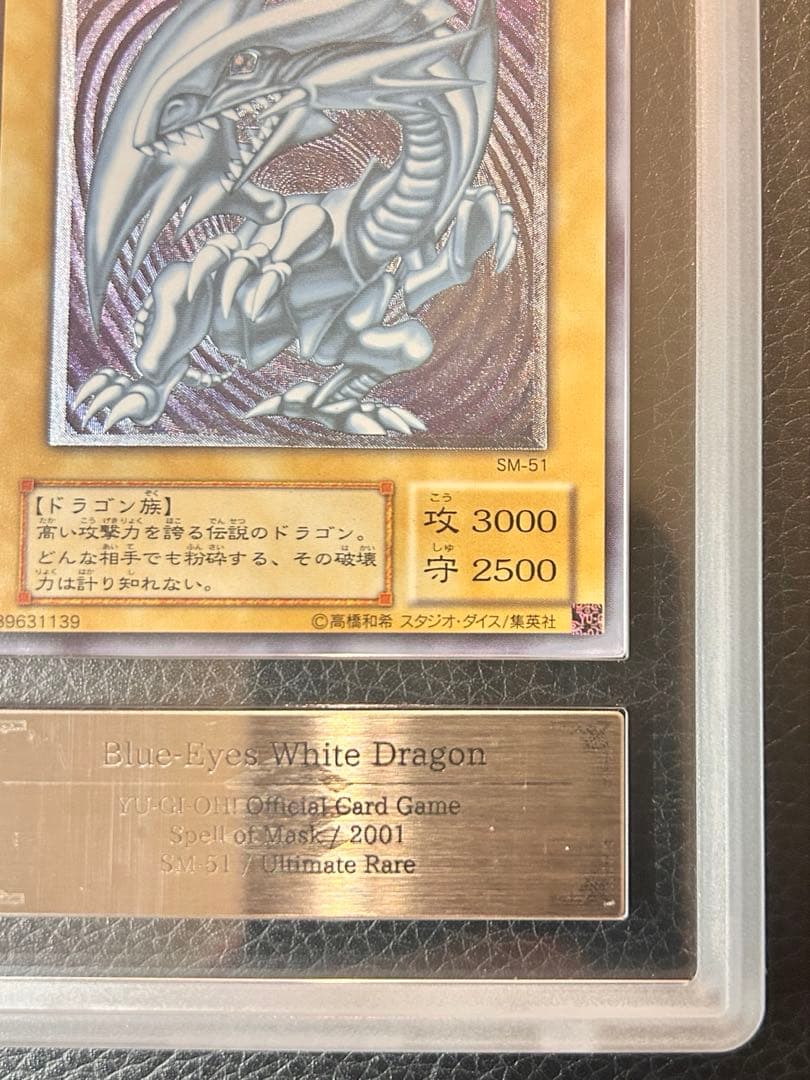 SM-51
【ドラゴン族】
高い攻撃力を誇る伝説のドラゴン。
どんな相手でも粉砕する、その破壊
力は計り知れない。
攻 3000
守 2500
89631139
©高橋和希 スタジオ・ダイス/集英社
Blue-Eyes White Dragon
YU-GI-OH! Official Card Game
Spell of Mask / 2001
SM-51 / Ultimate Rare